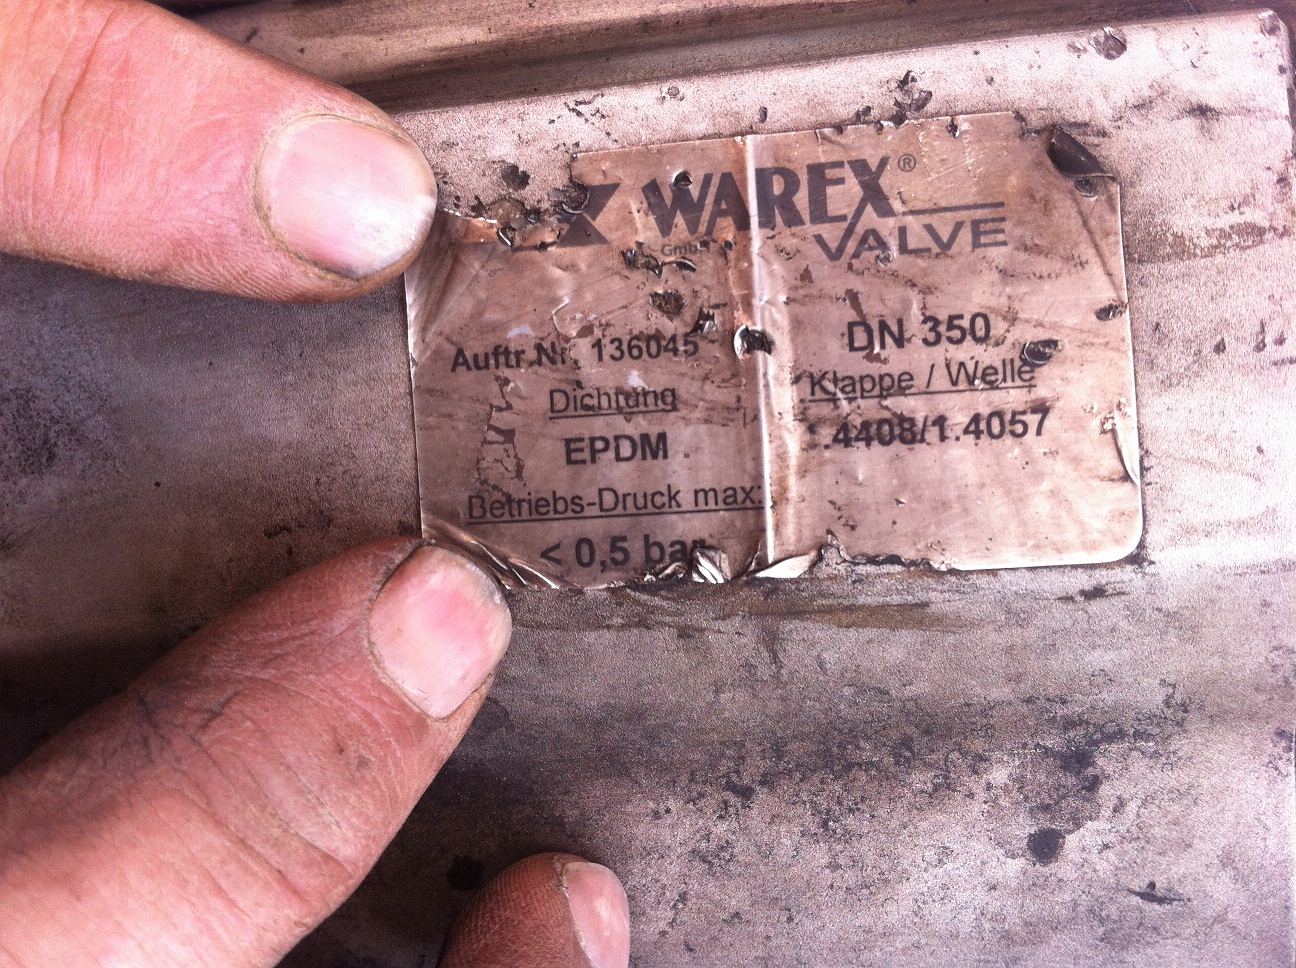 WAREX®
GmbH VALVE
Auftr.Nr. 136045
Dichtung
EPDM
Betriebs-Druck max:
< 0,5 bar
DN 350
Klappe / Welle
.4408/1.4057